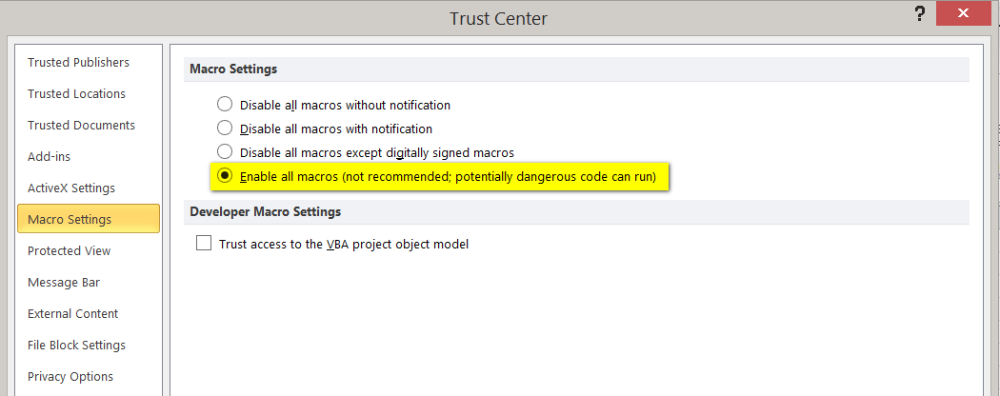 Trust Center
?
Trusted Publishers
Trusted Locations
Trusted Documents
Add-ins
ActiveX Settings
Macro Settings
Protected View
Message Bar
External Content
File Block Settings
Privacy Options
Macro Settings
Disable all macros without notification
Disable all macros with notification
Disable all macros except digitally signed macros
Enable all macros (not recommended; potentially dangerous code can run)
Developer Macro Settings
Trust access to the VBA project object model